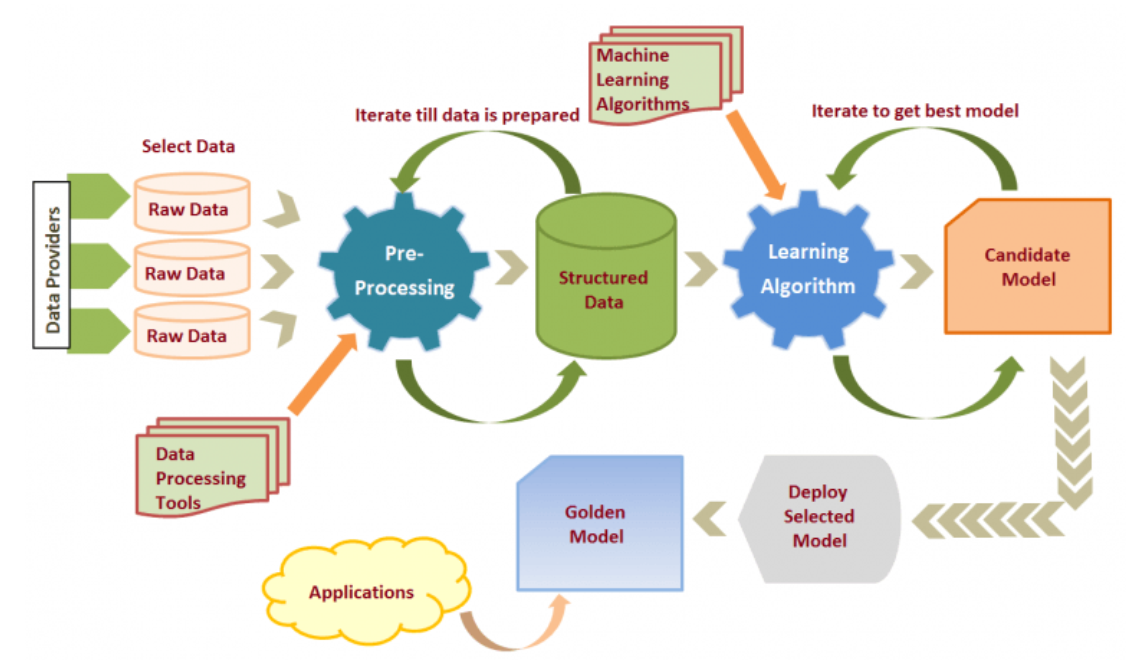 Machine
Learning
Algorithms
Iterate till data is prepared
Iterate to get best model
Select Data
Data Providers
Raw Data
Raw Data
Raw Data
Pre-
Processing
Structured
Data
Learning
Algorithm
Candidate
Model
Data
Processing
Tools
Golden
Model
Deploy
Selected
Model
Applications